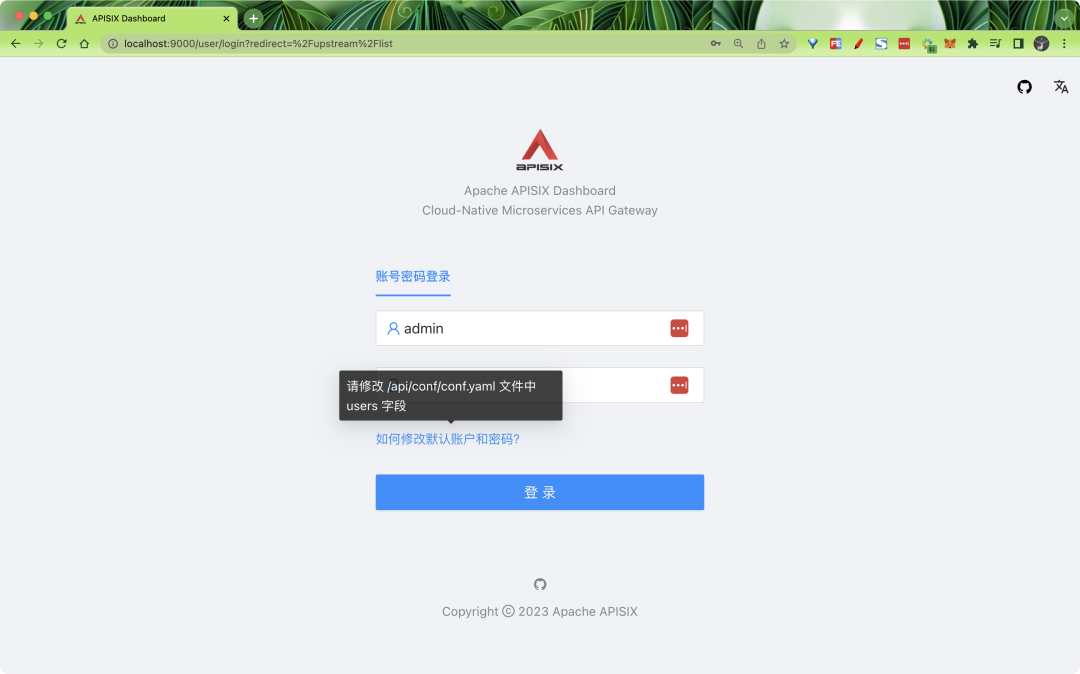 APISIX Dashboard
localhost:9000/user/login?redirect=%2Fupstream%2Flist
APISIX
Apache APISIX Dashboard
Cloud-Native Microservices API Gateway
账号密码登录
admin
请修改 /api/conf/conf.yaml 文件中
users 字段
如何修改默认账户和密码?
登 录
Copyright © 2023 Apache APISIX